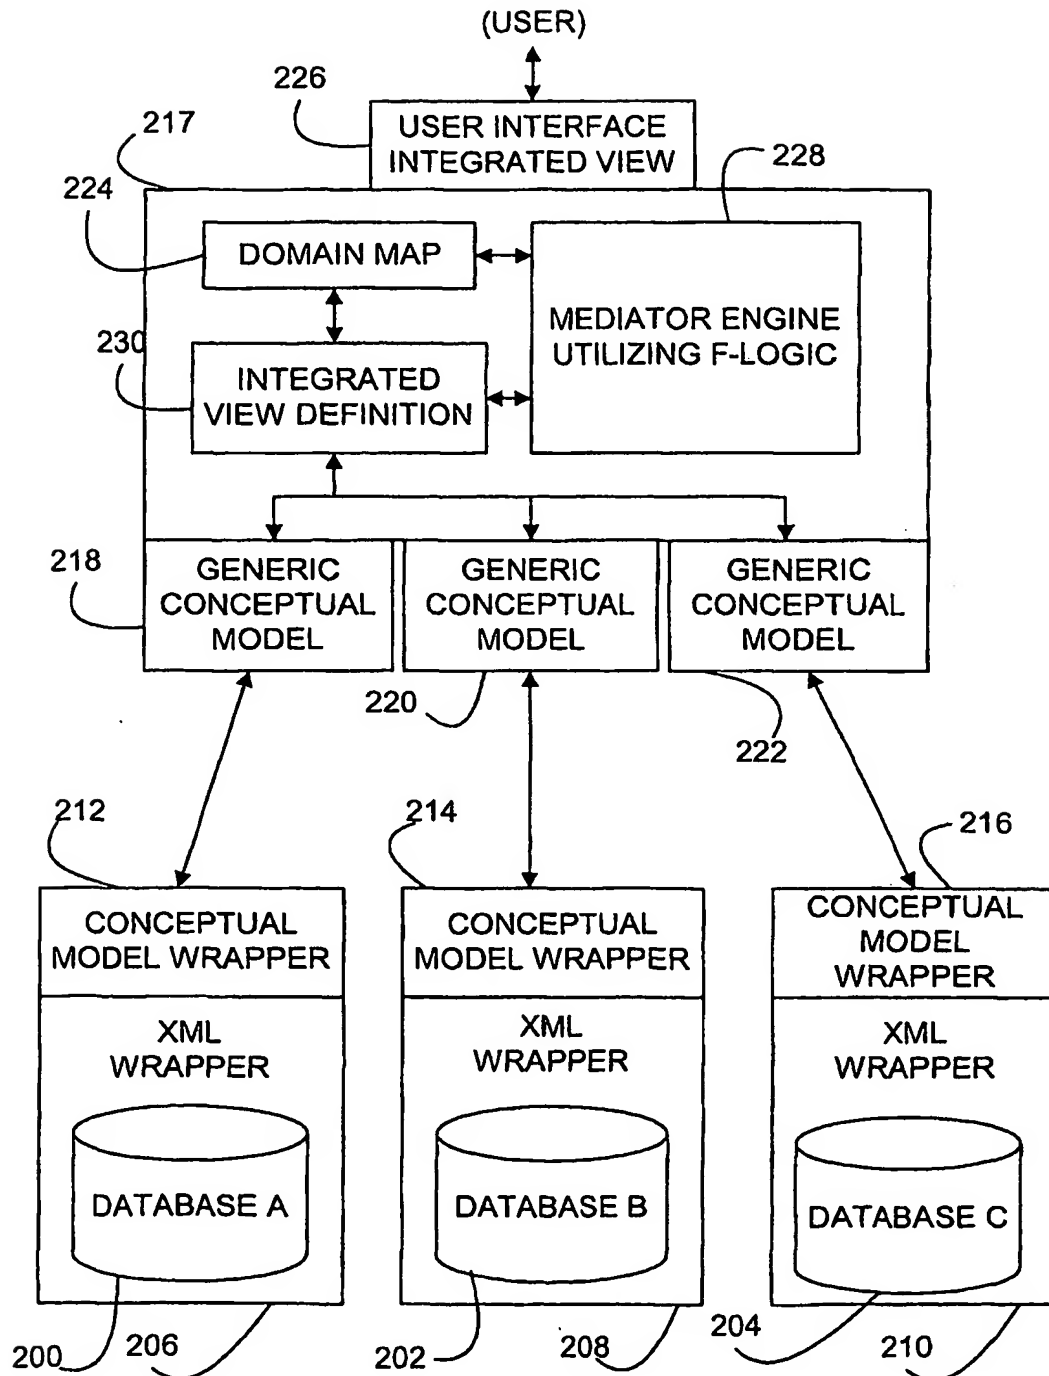 (USER)
226
217
USER INTERFACE
INTEGRATED VIEW
228
224
DOMAIN MAP
MEDIATOR ENGINE
UTILIZING F-LOGIC
230
INTEGRATED
VIEW DEFINITION
218
GENERIC
CONCEPTUAL
MODEL
GENERIC
CONCEPTUAL
MODEL
GENERIC
CONCEPTUAL
MODEL
220
222
212
214
216
CONCEPTUAL
MODEL WRAPPER
CONCEPTUAL
MODEL WRAPPER
CONCEPTUAL
MODEL
WRAPPER
XML
WRAPPER
XML
WRAPPER
XML
WRAPPER
DATABASE A
DATABASE B
DATABASE C
200
206
202
208
204
210